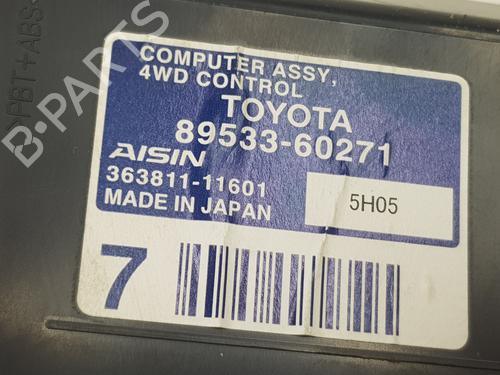 >PBT+ABS<
COMPUTER ASSY,
4WD CONTROL
TOYOTA
89533-60271
AISIN
363811-11601
MADE IN JAPAN
5H05
7
B-PARTS